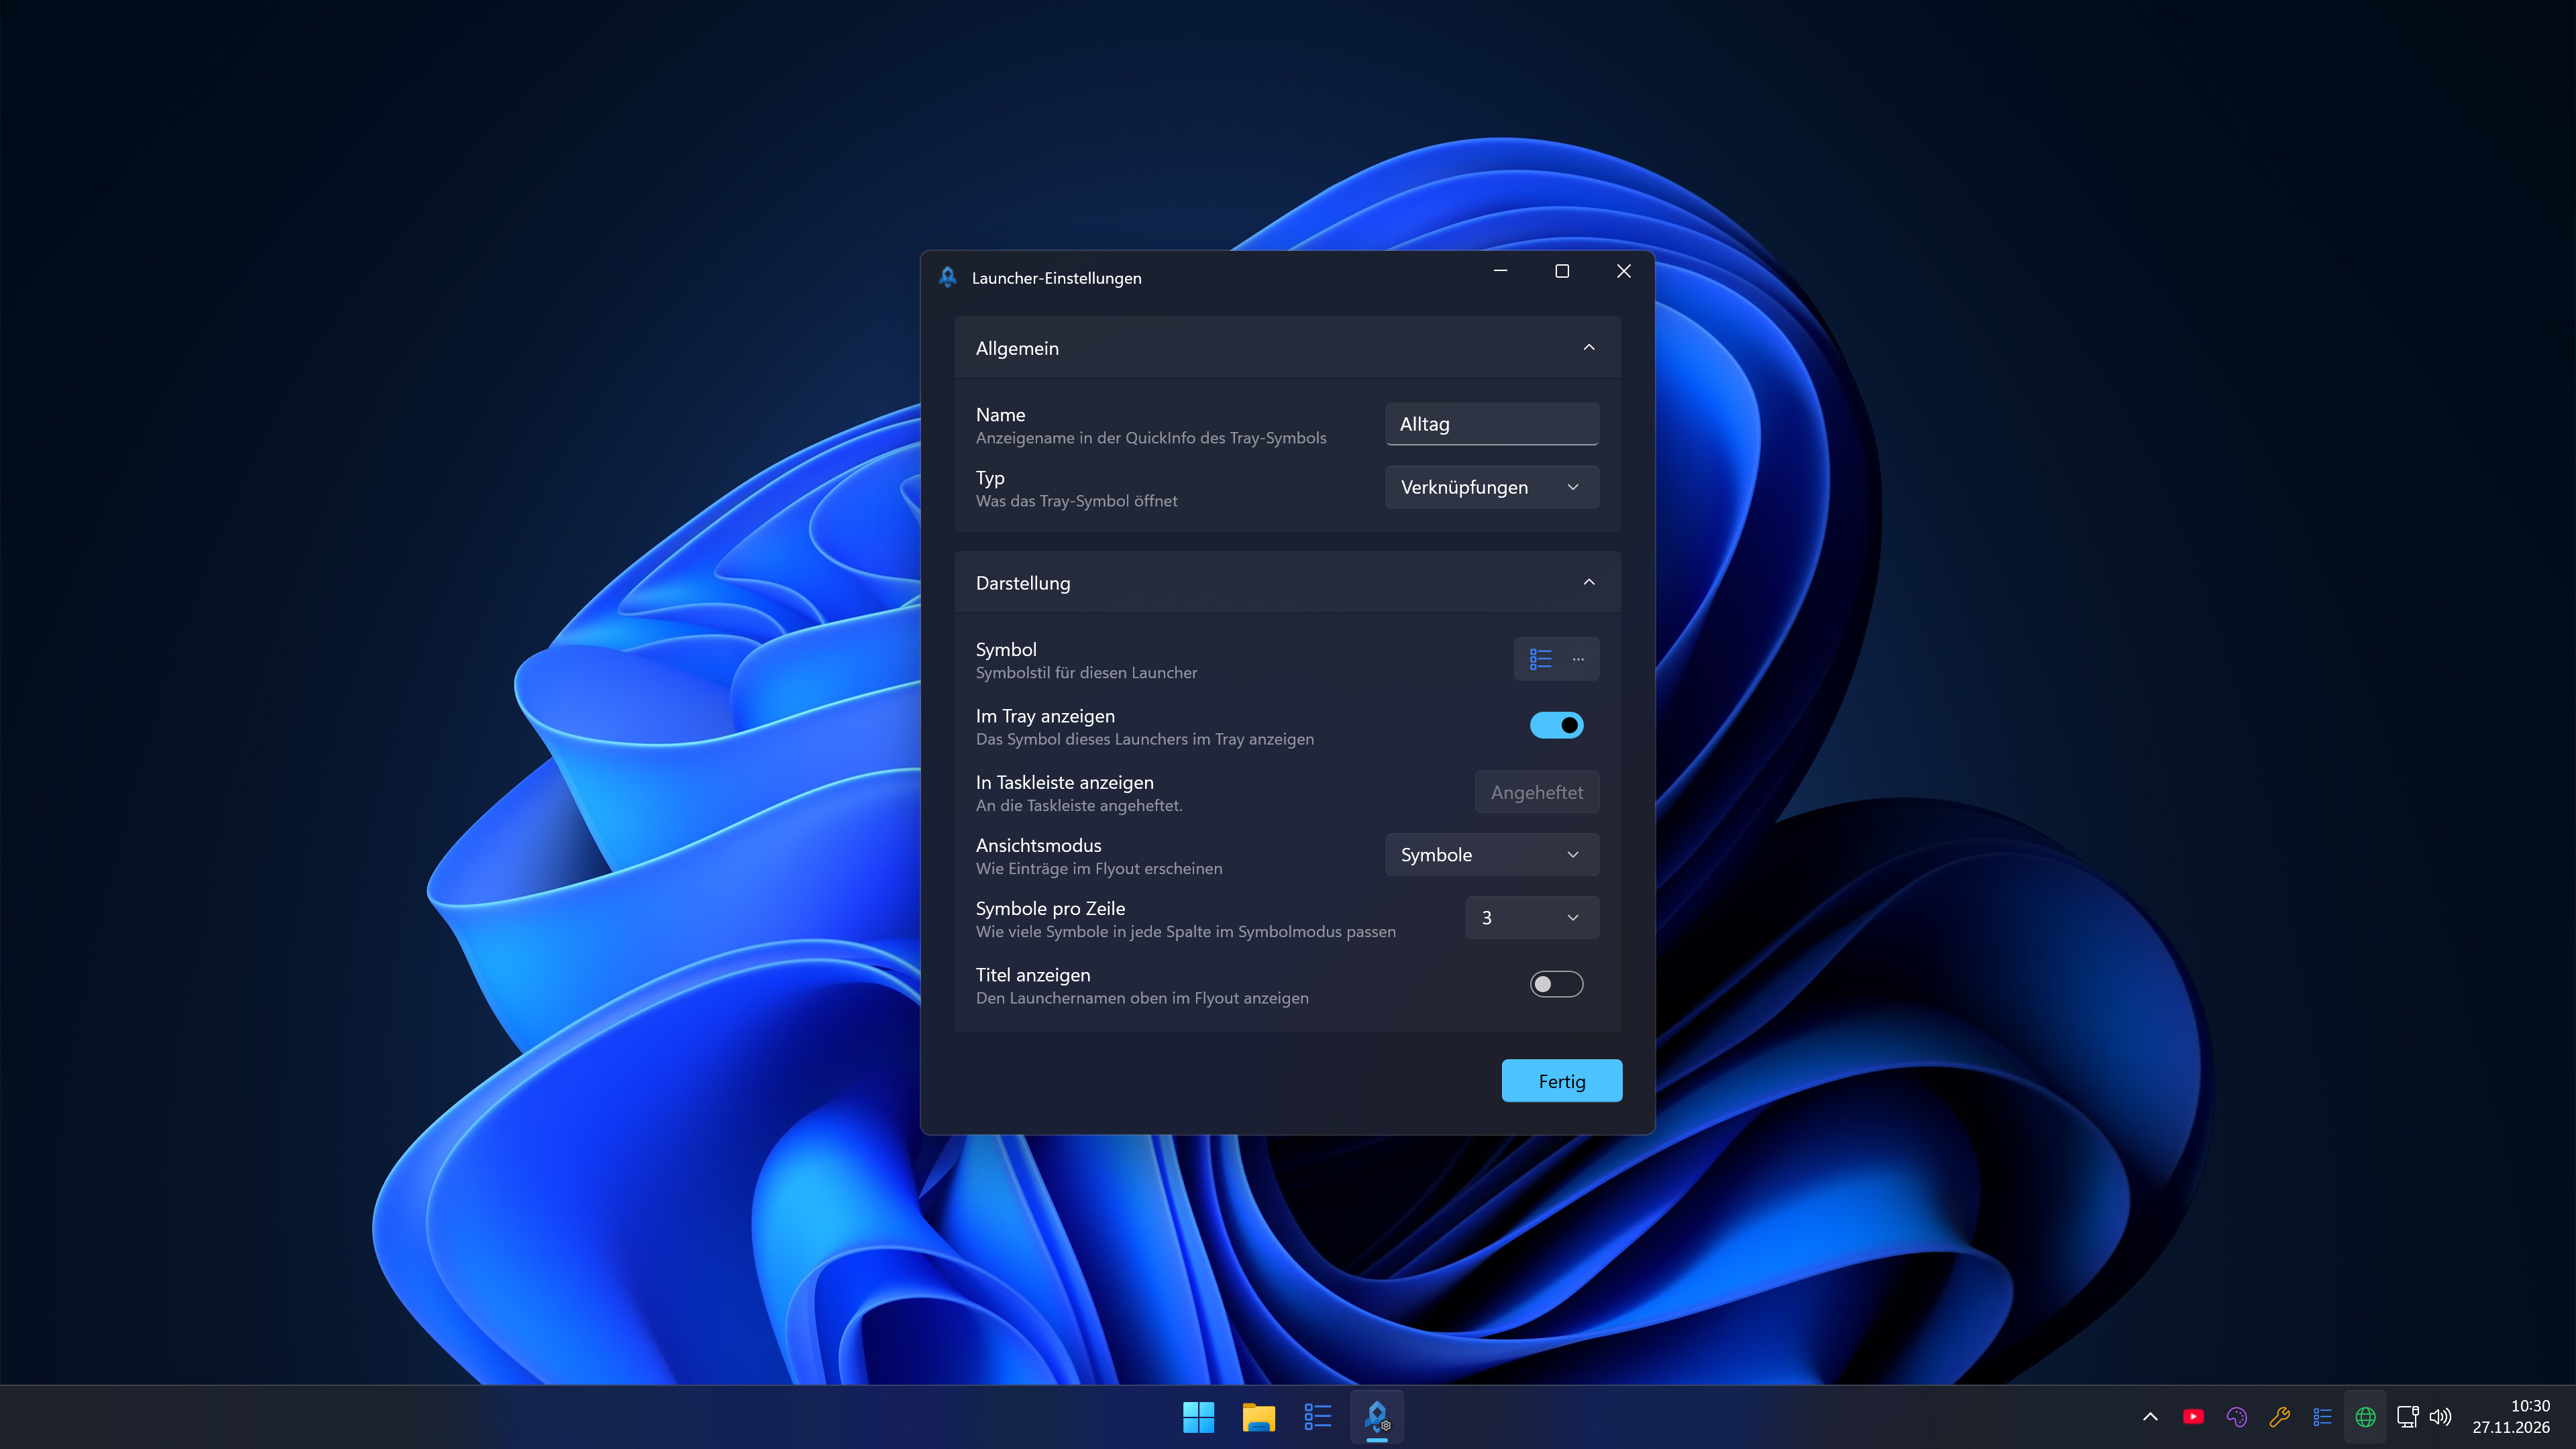 Launcher-Einstellungen
Allgemein
Name
Anzeigename in der QuickInfo des Tray-Symbols
Alltag
Typ
Was das Tray-Symbol öffnet
Verknüpfungen
Darstellung
Symbol
Symbolstil für diesen Launcher
Im Tray anzeigen
Das Symbol dieses Launchers im Tray anzeigen
In Taskleiste anzeigen
An die Taskleiste angeheftet.
Angeheftet
Ansichtsmodus
Wie Einträge im Flyout erscheinen
Symbole
Symbole pro Zeile
Wie viele Symbole in jede Spalte im Symbolmodus passen
3
Titel anzeigen
Den Launchernamen oben im Flyout anzeigen
Fertig
10:30
27.11.2026